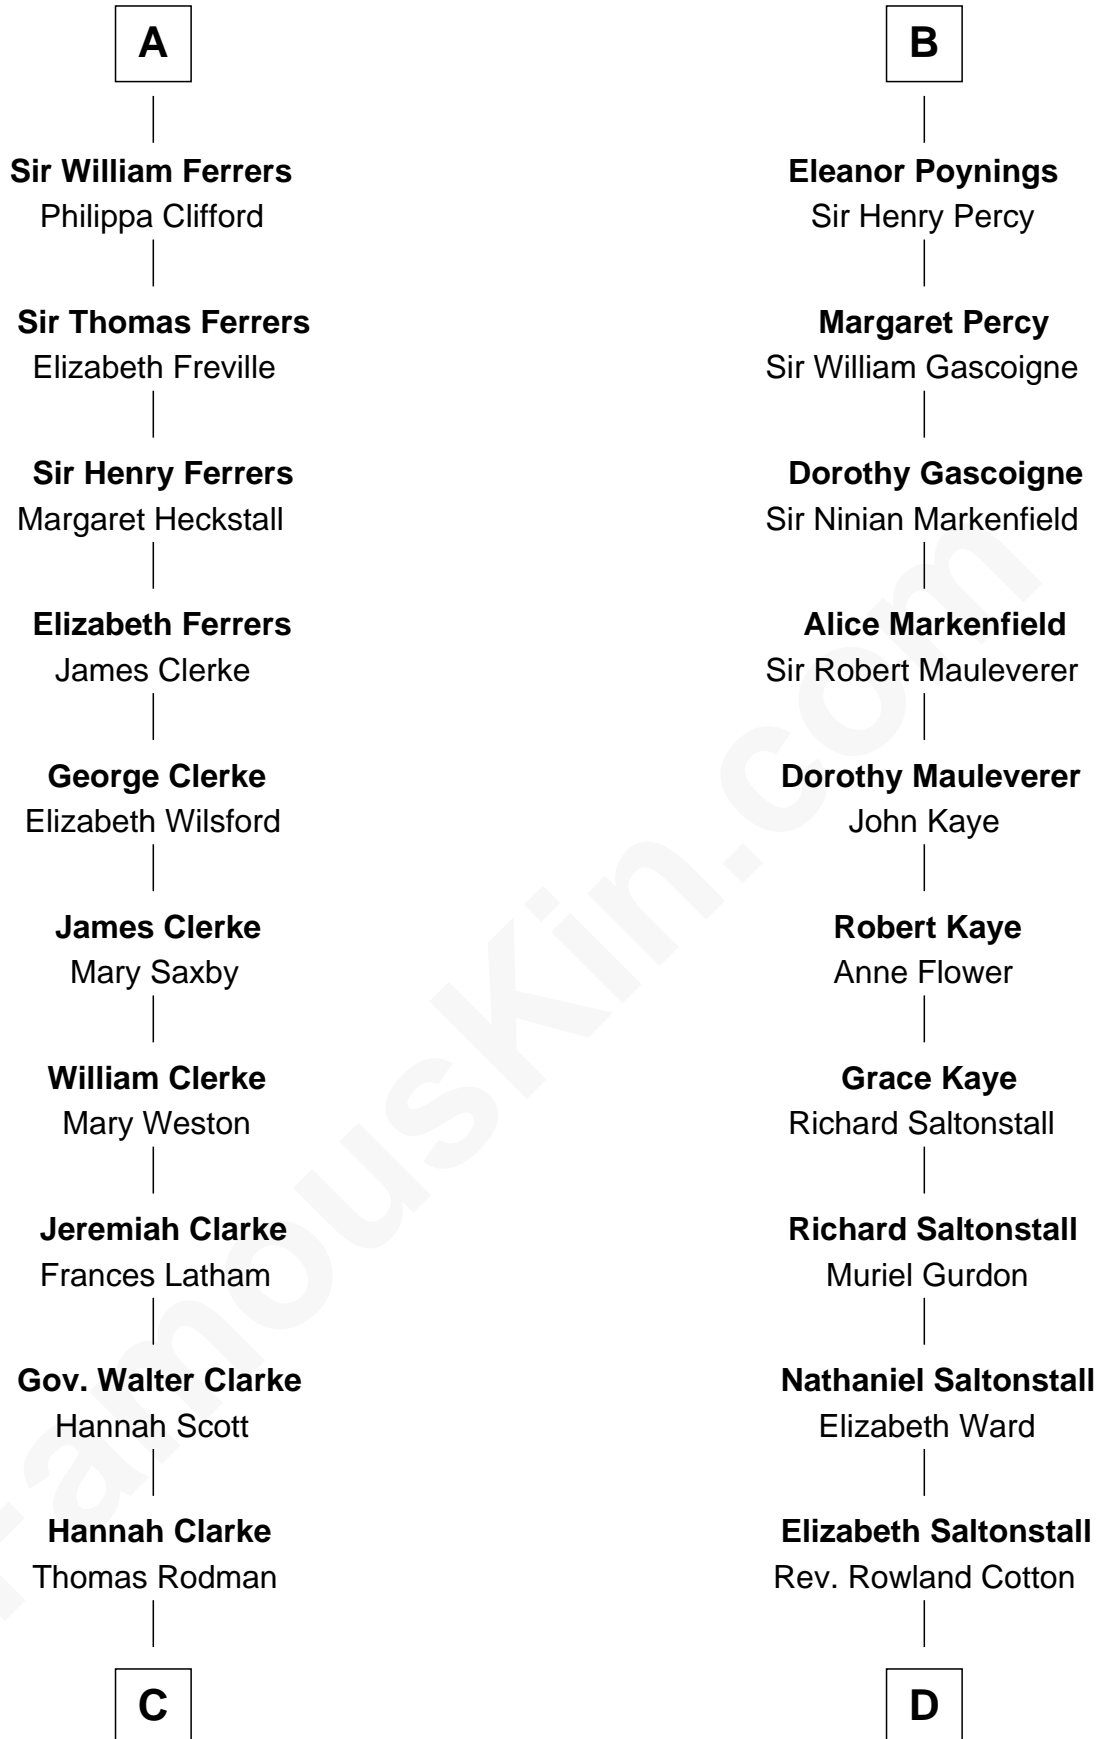 A
Sir William Ferrers
Philippa Clifford
Sir Thomas Ferrers
Elizabeth Freville
Sir Henry Ferrers
Margaret Heckstall
Elizabeth Ferrers
James Clerke
George Clerke
Elizabeth Wilsford
James Clerke
Mary Saxby
William Clerke
Mary Weston
Jeremiah Clarke
Frances Latham
Gov. Walter Clarke
Hannah Scott
Hannah Clarke
Thomas Rodman
C
B
Eleanor Poynings
Sir Henry Percy
Margaret Percy
Sir William Gascoigne
Dorothy Gascoigne
Sir Ninian Markenfield
Alice Markenfield
Sir Robert Mauleverer
Dorothy Mauleverer
John Kaye
Robert Kaye
Anne Flower
Grace Kaye
Richard Saltonstall
Richard Saltonstall
Muriel Gurdon
Nathaniel Saltonstall
Elizabeth Ward
Elizabeth Saltonstall
Rev. Rowland Cotton
D
FamousKin.com